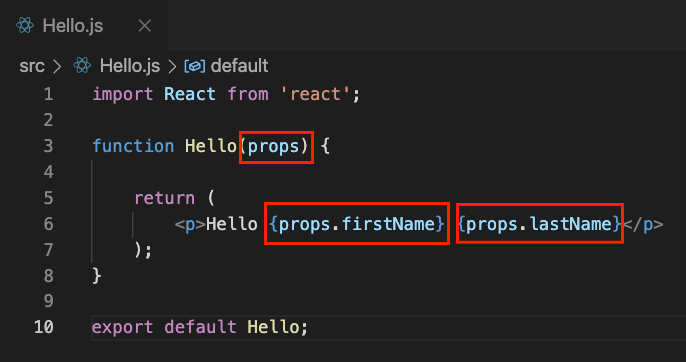 Hello.js
src > Hello.js > default
1 import React from 'react';
2
3 function Hello(props) {
4
5 return (
6 <p>Hello {props.firstName} {props.lastName}</p>
7 );
8 }
9
10 export default Hello;